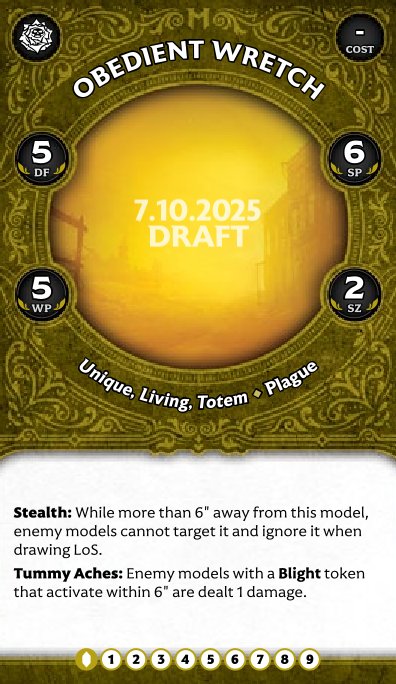 OBEDIENT WRETCH
-
COST
5
DF
6
SP
7.10.2025
DRAFT
5
WP
2
SZ
Unique, Living, Totem ⬥ Plague
Stealth: While more than 6" away from this model,
enemy models cannot target it and ignore it when
drawing LoS.
Tummy Aches: Enemy models with a Blight token
that activate within 6" are dealt 1 damage.
1 2 3 4 5 6 7 8 9